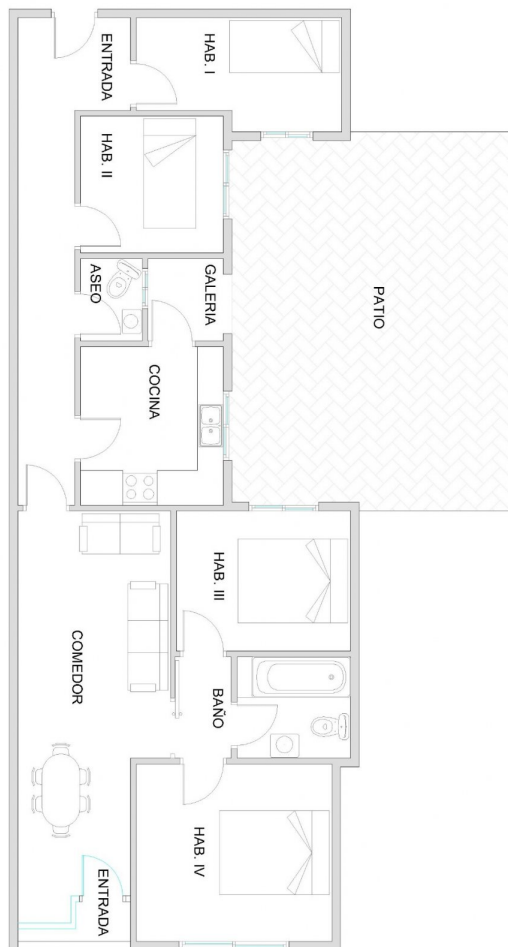 ENTRADA
HAB. I
HAB. II
ASEO
GALERIA
PATIO
COCINA
HAB. III
COMEDOR
BAÑO
HAB. IV
ENTRADA